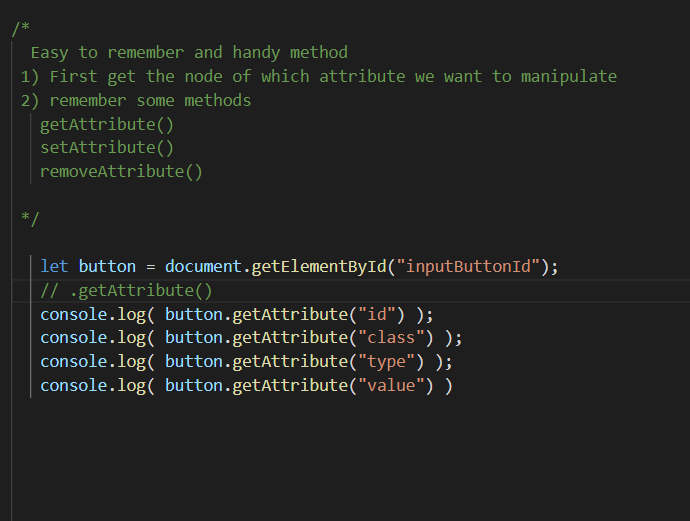 /*
Easy to remember and handy method
1) First get the node of which attribute we want to manipulate
2) remember some methods
getAttribute()
setAttribute()
removeAttribute()
*/
let button = document.getElementById("inputButtonId");
// .getAttribute()
console.log( button.getAttribute("id") );
console.log( button.getAttribute("class") );
console.log( button.getAttribute("type") );
console.log( button.getAttribute("value") )